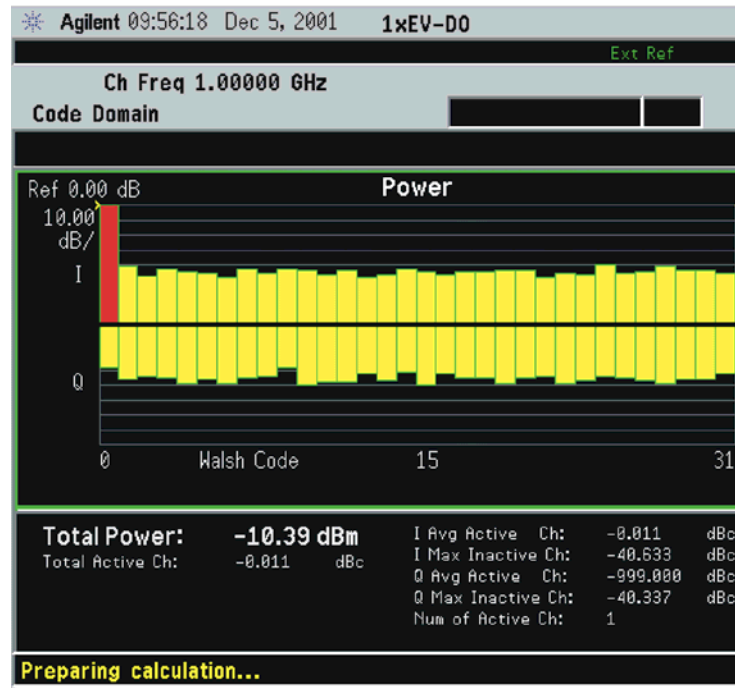 Agilent 09:56:18 Dec 5, 2001 1xEV-DO
Ext Ref
Ch Freq 1.00000 GHz
Code Domain
Ref 0.00 dB Power
10.00
dB/
I
Q
0 Walsh Code 15 31
Total Power: -10.39 dBm
Total Active Ch: -0.011 dBc
I Avg Active Ch: -0.011 dBc
I Max Inactive Ch: -40.633 dBc
Q Avg Active Ch: -999.000 dBc
Q Max Inactive Ch: -40.337 dBc
Num of Active Ch: 1
Preparing calculation...